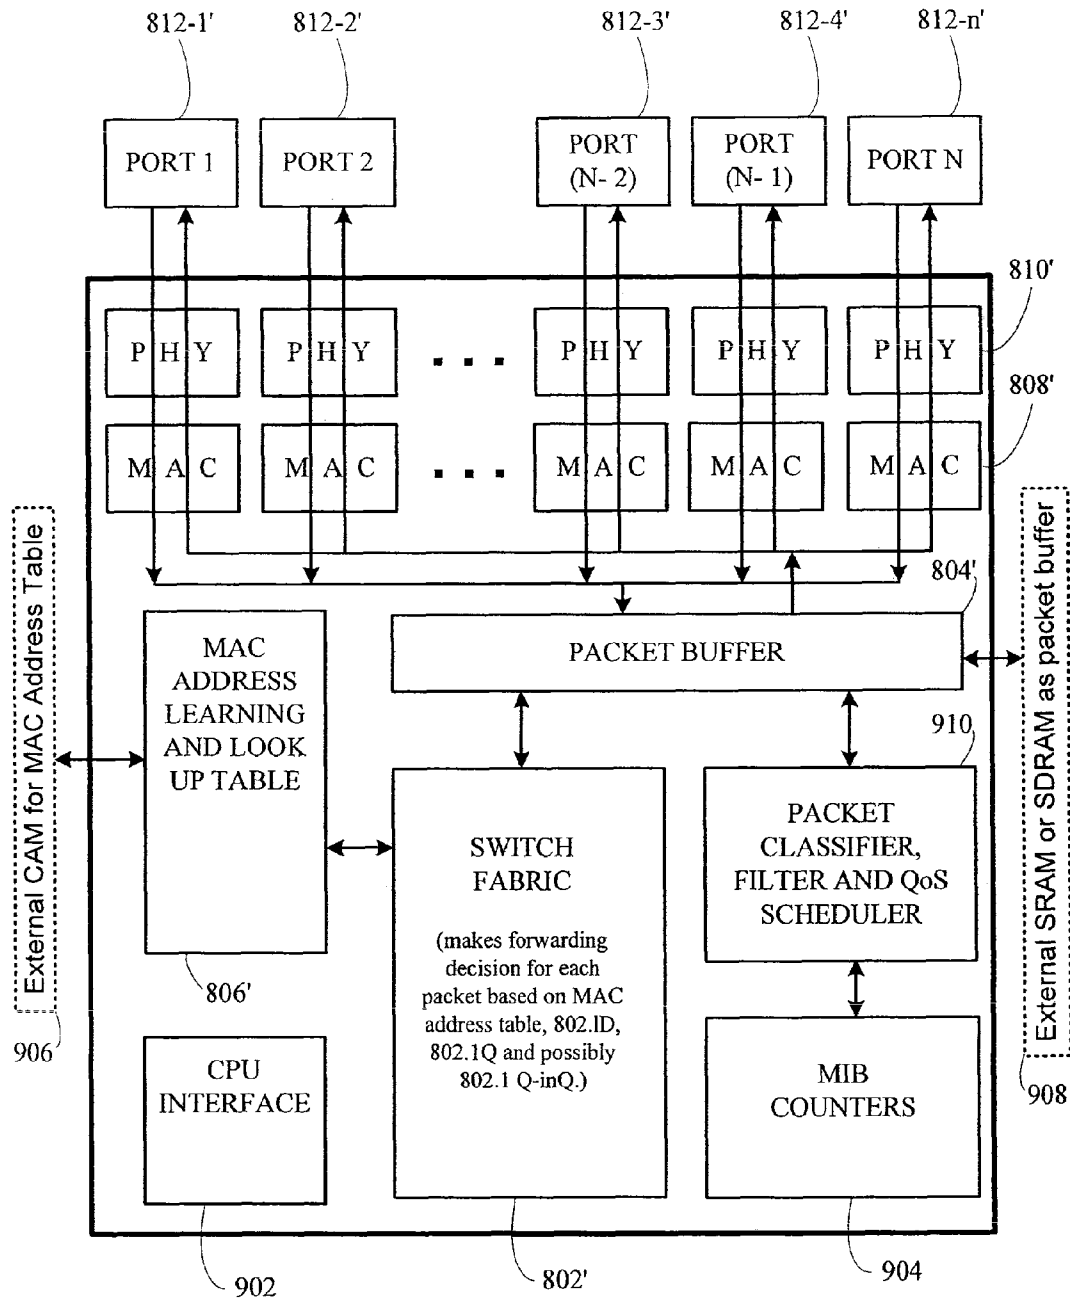 812-1'
812-2'
812-3'
812-4'
812-n'
PORT 1
PORT 2
PORT
(N- 2)
PORT
(N- 1)
PORT N
810'
P H Y
P H Y
P H Y
P H Y
P H Y
808'
M A C
M A C
M A C
M A C
M A C
External CAM for MAC Address Table
906
External SRAM or SDRAM as packet buffer
908
804'
PACKET BUFFER
MAC
ADDRESS
LEARNING
AND LOOK
UP TABLE
806'
910
SWITCH
FABRIC
(makes forwarding
decision for each
packet based on MAC
address table, 802.ID,
802.1Q and possibly
802.1 Q-inQ.)
PACKET
CLASSIFIER,
FILTER AND QoS
SCHEDULER
CPU
INTERFACE
MIB
COUNTERS
902
802'
904